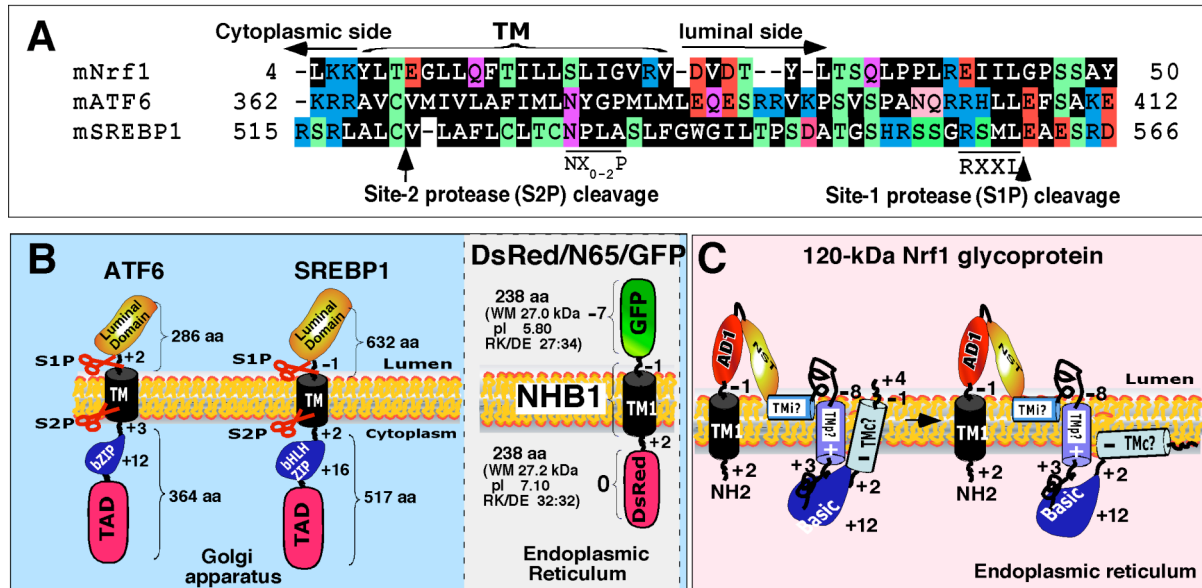 A
Cytoplasmic side
TM
luminal side
mNrf1 4 -LKKYLTEGLLQFTILLSLIGVRV-DVDT--Y-LTSQLPPLREIILGPSSAY 50
mATF6 362 -KRRAVCVMIVLAFIMLNYGPMLMLEQESRRVKPSVSPANQRRHLLEFSAKE 412
mSREBP1 515 RSRLALCV-LAFLCLTCNPLASLFGWGILTPSDATGSHRSSGRSMLEAESRD 566
NX0-2P
RXXL
Site-2 protease (S2P) cleavage
Site-1 protease (S1P) cleavage
B
ATF6
SREBP1
Luminal Domain
286 aa
S1P
+2
TM
S2P
+3
bZIP
+12
TAD
364 aa
Luminal Domain
632 aa
S1P
-1
Lumen
TM
S2P
Cytoplasm
+2
bHLH
ZIP
+16
TAD
517 aa
Golgi
apparatus
DsRed/N65/GFP
238 aa
(WM 27.0 kDa
pI 5.80
RK/DE 27:34)
-7
GFP
-1
NHB1
TM1
+2
238 aa
(WM 27.2 kDa
pI 7.10
RK/DE 32:32)
0
DsRed
Endoplasmic
Reticulum
C
120-kDa Nrf1 glycoprotein
AD1
NST
-1
TM1
+2
NH2
TMi?
-8
TMp?
+
+3
Basic
+12
+4
-1
TMc?
-
+2
AD1
NST
-1
TM1
+2
NH2
TMi?
-8
TMp?
+
+3
Basic
+12
Lumen
- TMc?
+2
Endoplasmic reticulum